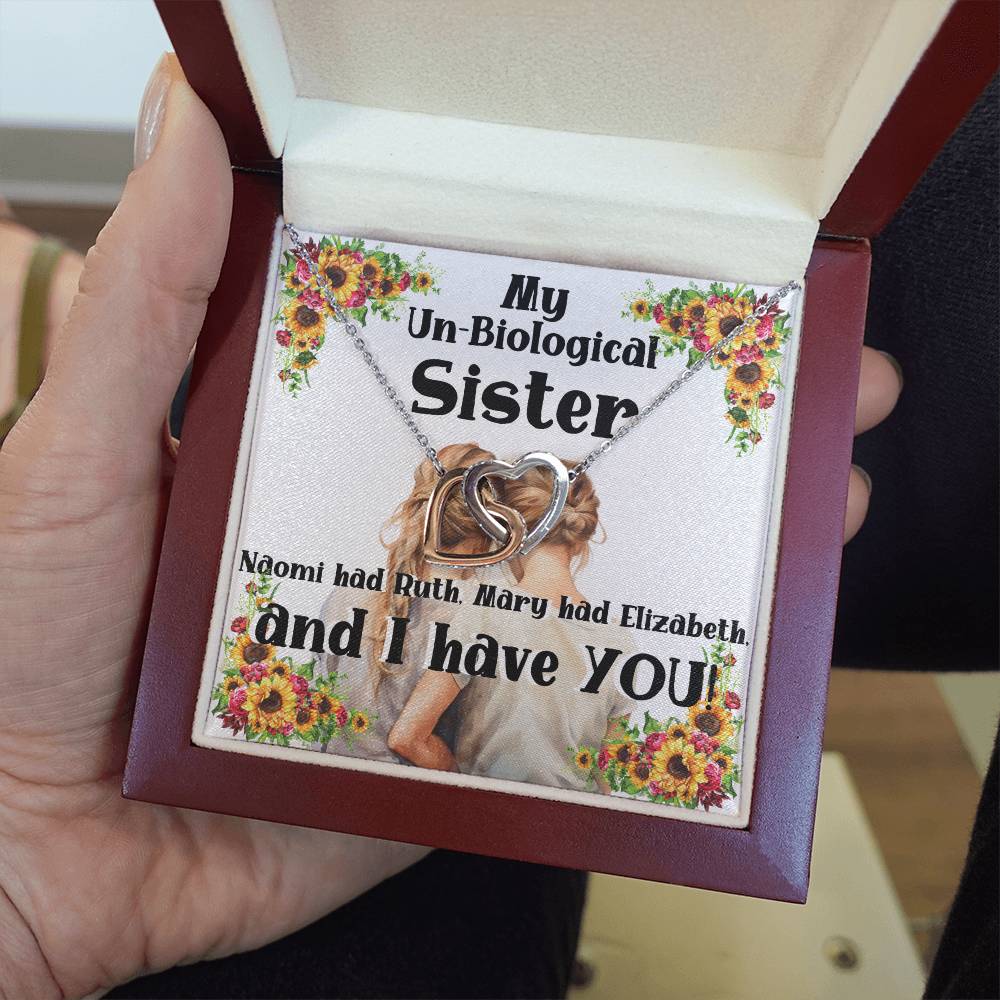 My
Un-Biological
Sister
Naomi had Ruth, Mary had Elizabeth,
and I have YOU!